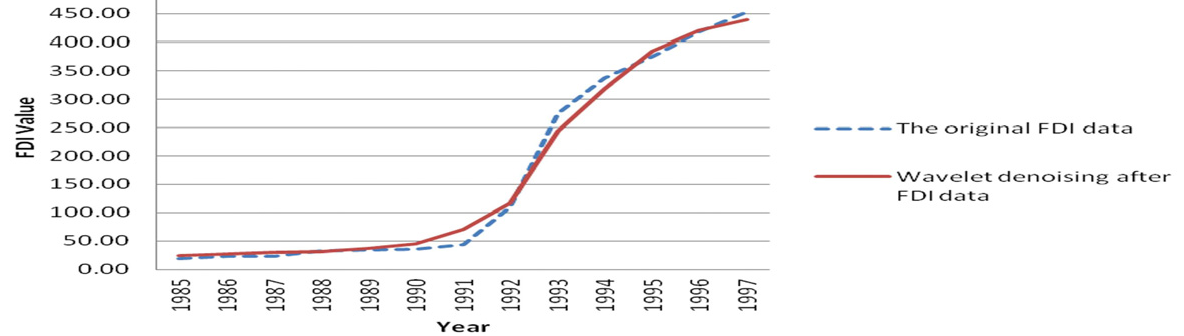 450.00
400.00
350.00
300.00
250.00
200.00
150.00
100.00
50.00
0.00
FDI Value
1985 1986 1987 1988 1989 1990 1991 1992 1993 1994 1995 1996 1997
Year
The original FDI data
Wavelet denoising after
FDI data